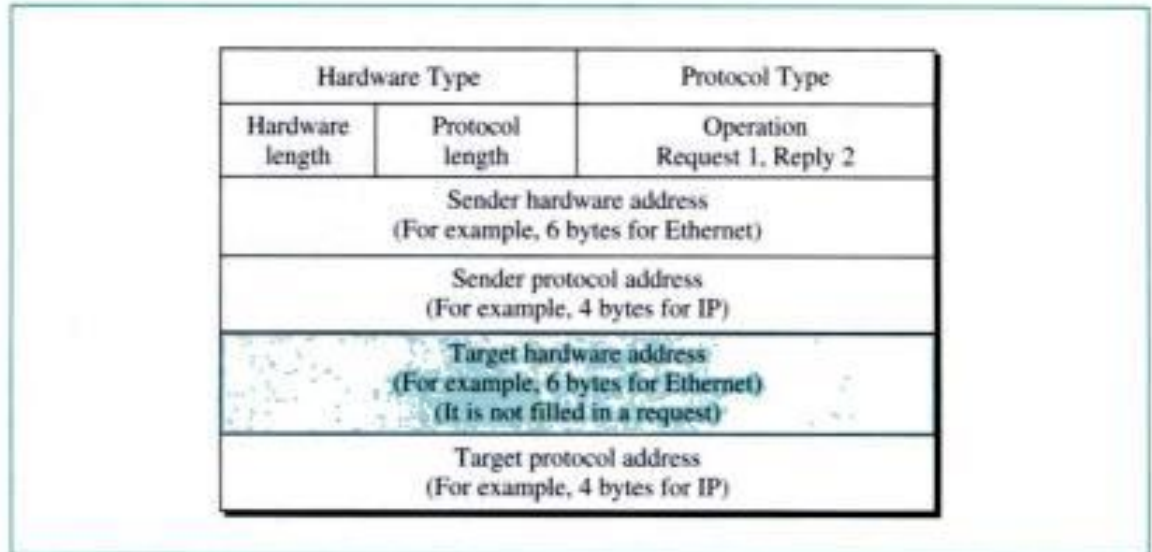 Hardware Type
Protocol Type
Hardware
length
Protocol
length
Operation
Request 1, Reply 2
Sender hardware address
(For example, 6 bytes for Ethernet)
Sender protocol address
(For example, 4 bytes for IP)
Target hardware address
(For example, 6 bytes for Ethernet)
(It is not filled in a request)
Target protocol address
(For example, 4 bytes for IP)